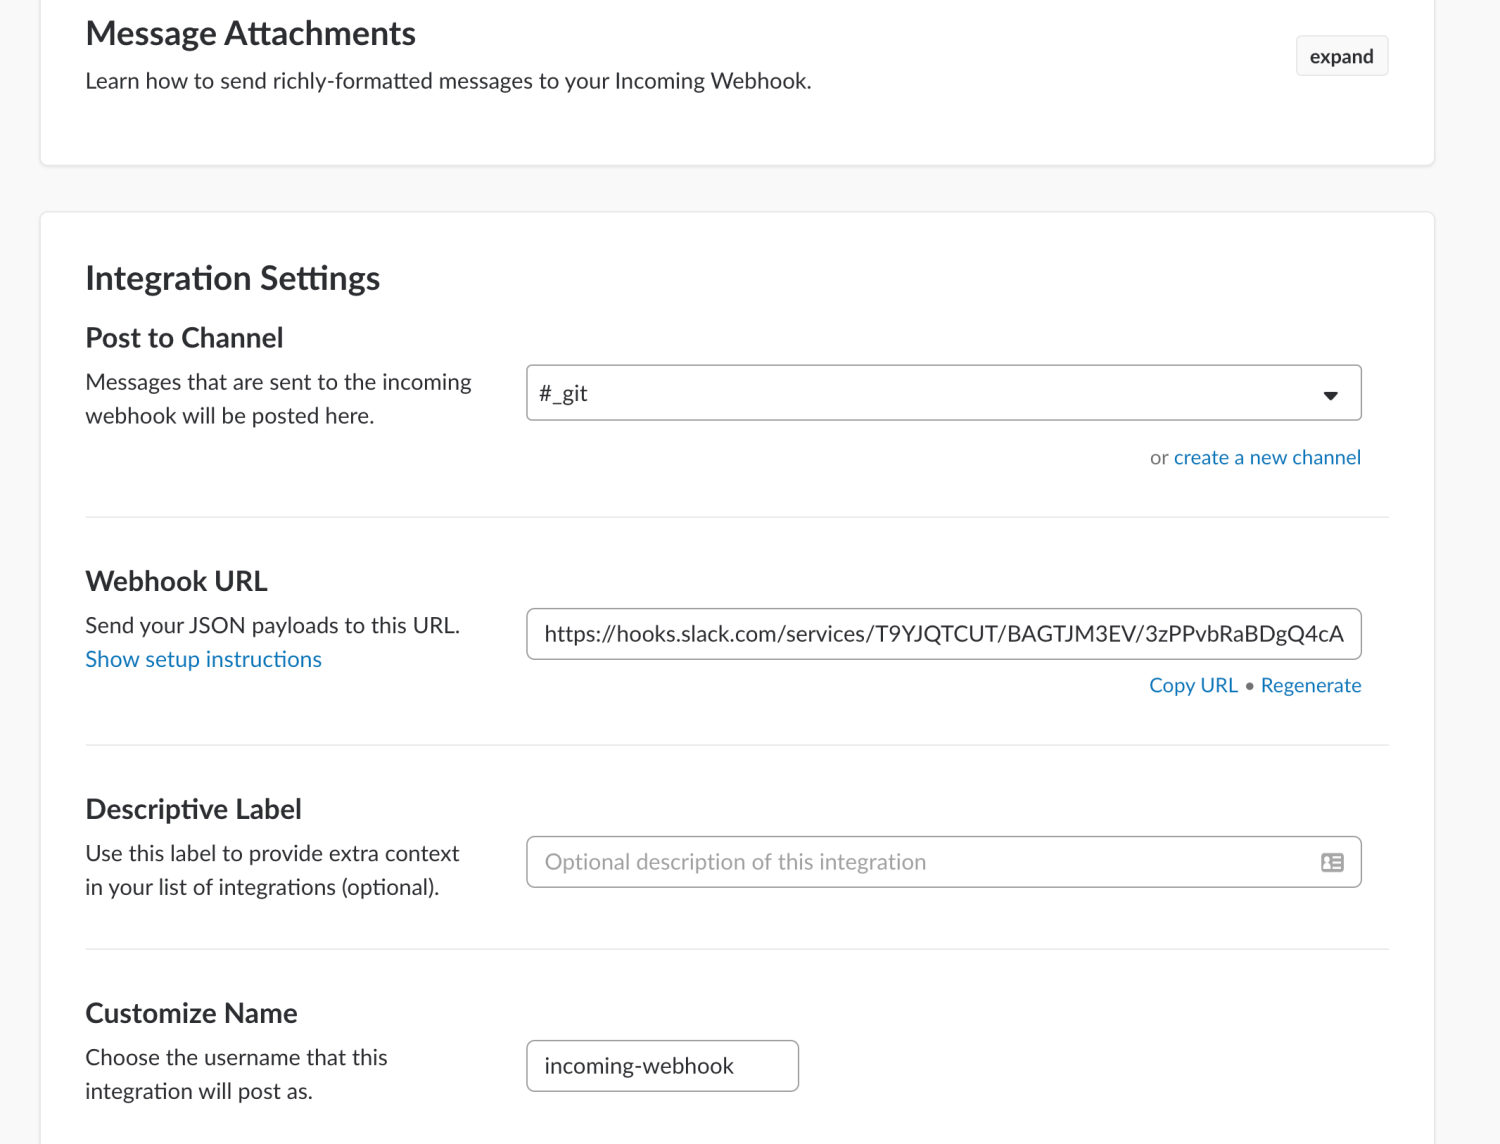 Message Attachments
Learn how to send richly-formatted messages to your Incoming Webhook.
expand
Integration Settings
Post to Channel
Messages that are sent to the incoming
webhook will be posted here.
#_git
or create a new channel
Webhook URL
Send your JSON payloads to this URL.
Show setup instructions
https://hooks.slack.com/services/T9YJQTCUT/BAGTJM3EV/3zPPvbRaBDgQ4cA
Copy URL • Regenerate
Descriptive Label
Use this label to provide extra context
in your list of integrations (optional).
Optional description of this integration
Customize Name
Choose the username that this
integration will post as.
incoming-webhook